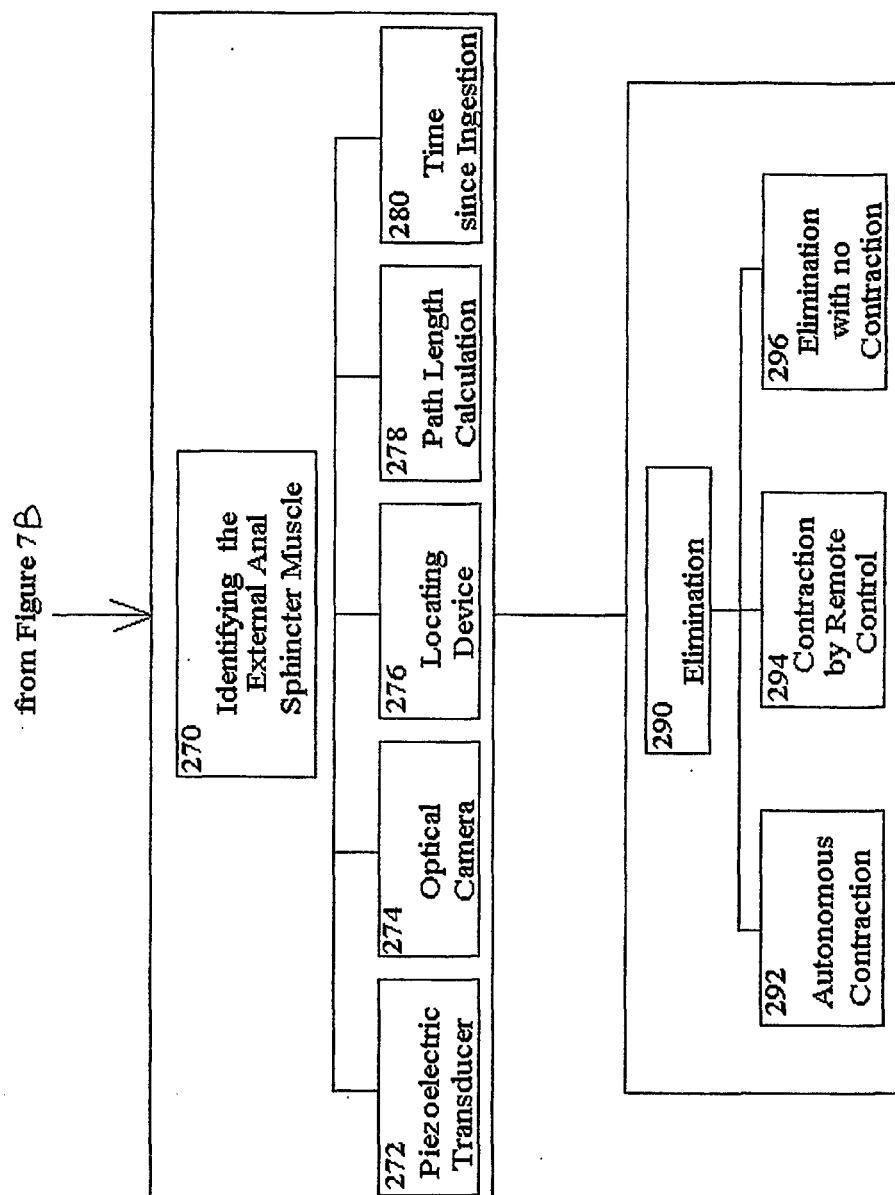 from Figure 7B
270
Identifying the
External Anal
Sphincter Muscle
272
Piezoelectric
Transducer
274
Optical
Camera
276
Locating
Device
278
Path Length
Calculation
280
Time
since Ingestion
290
Elimination
292
Autonomous
Contraction
294
Contraction
by Remote
Control
296
Elimination
with no
Contraction